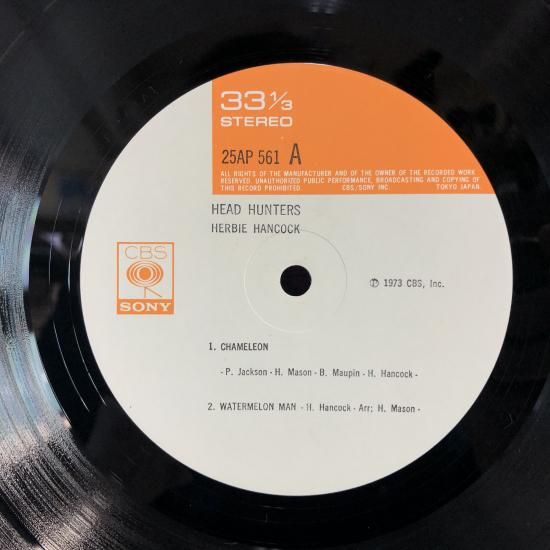 33 1/3
STEREO
25AP 561 A
ALL RIGHTS OF THE MANUFACTURER AND OF THE OWNER OF THE RECORDED WORK
RESERVED. UNAUTHORIZED PUBLIC PERFORMANCE, BROADCASTING AND COPYING OF
THIS RECORD PROHIBITED. CBS/SONY INC. TOKYO JAPAN.
HEAD HUNTERS
HERBIE HANCOCK
CBS
SONY
Ⓟ 1973 CBS, Inc.
1. CHAMELEON
- P. Jackson - H. Mason - B. Maupin - H. Hancock -
2. WATERMELON MAN - H. Hancock - Arr; H. Mason -